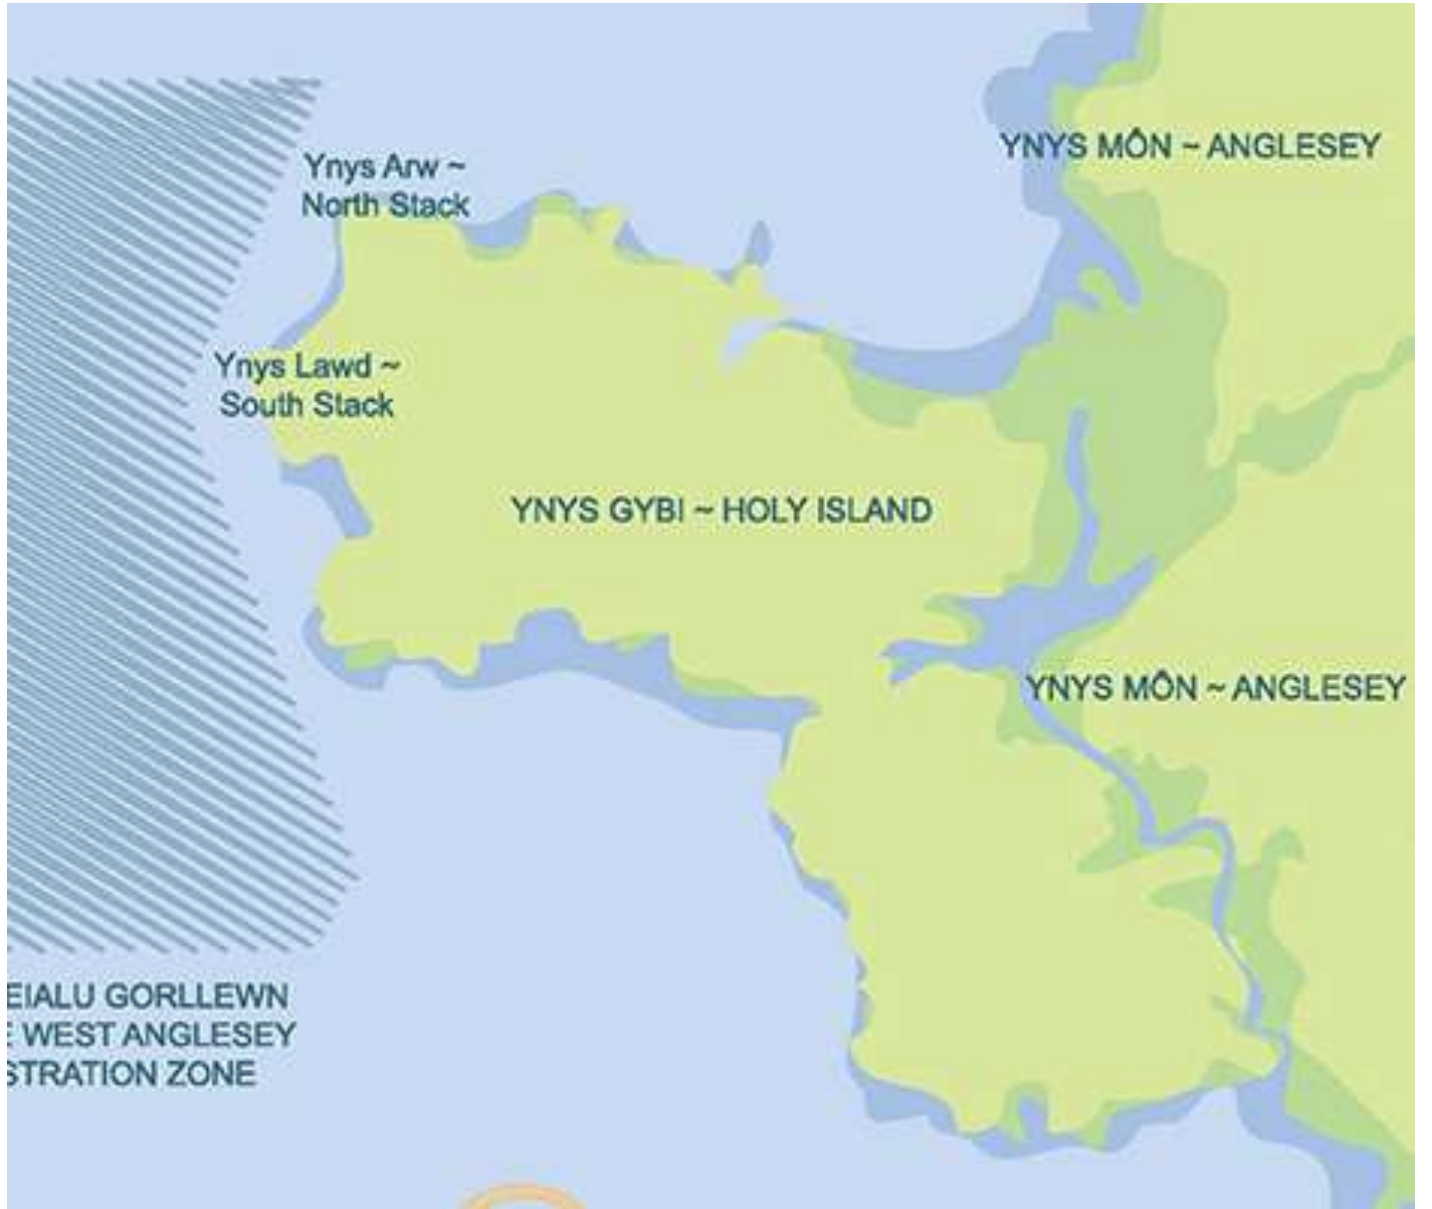 YNYS MÔN ~ ANGLESEY
Ynys Arw ~
North Stack
Ynys Lawd ~
South Stack
YNYS GYBI ~ HOLY ISLAND
YNYS MÔN ~ ANGLESEY
EIALU GORLLEWN
E WEST ANGLESEY
STRATION ZONE